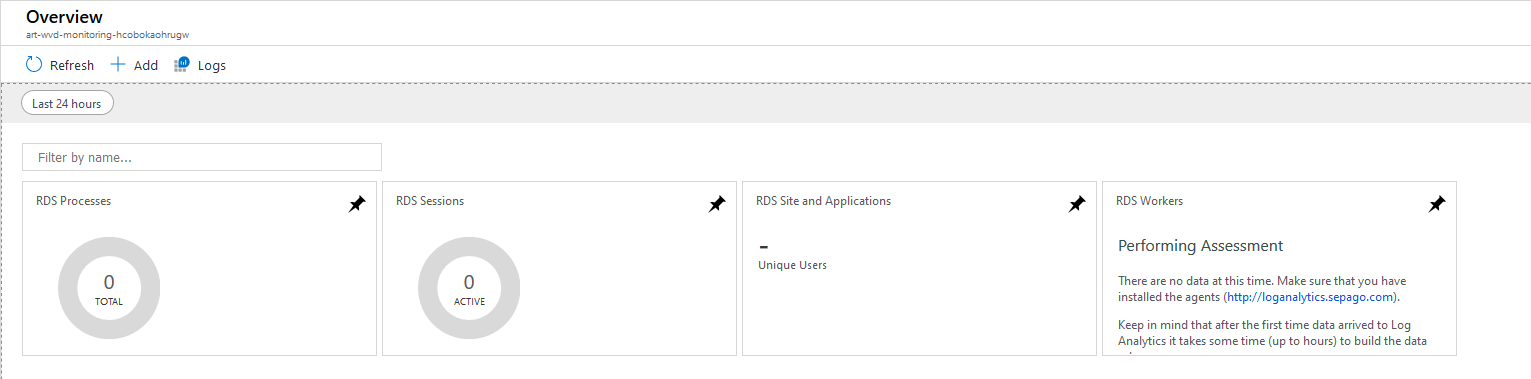 Overview
art-wvd-monitoring-hcobokaohrugw
Refresh
Add
Logs
Last 24 hours
Filter by name...
RDS Processes
0
TOTAL
RDS Sessions
0
ACTIVE
RDS Site and Applications
-
Unique Users
RDS Workers
Performing Assessment
There are no data at this time. Make sure that you have
installed the agents (http://loganalytics.sepago.com).
Keep in mind that after the first time data arrived to Log
Analytics it takes some time (up to hours) to build the data